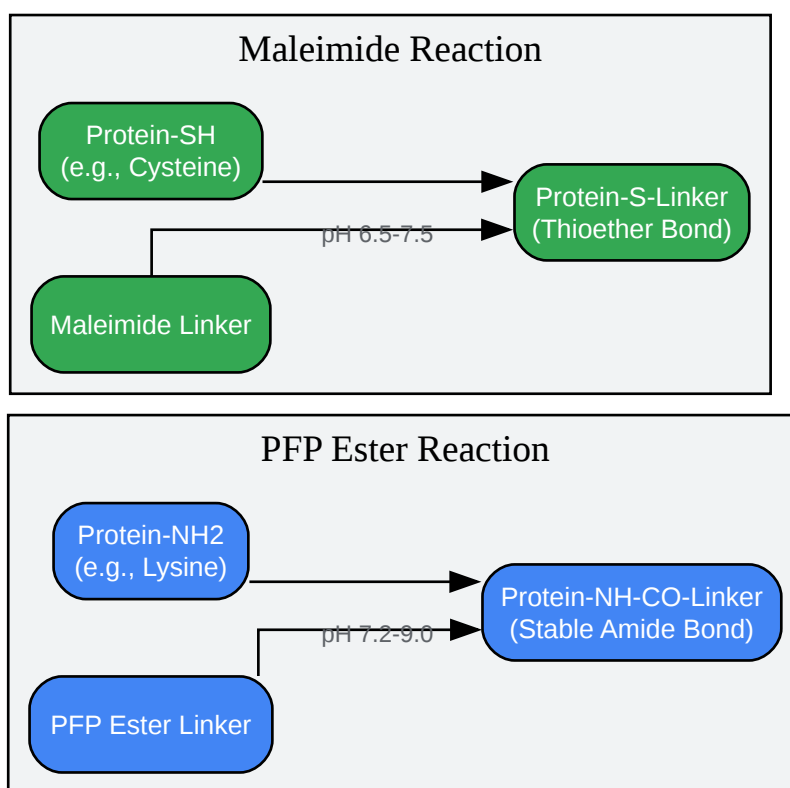 Maleimide Reaction
Protein-SH
(e.g., Cysteine)
Protein-S-Linker
(Thioether Bond)
pH 6.5-7.5
Maleimide Linker
PFP Ester Reaction
Protein-NH2
(e.g., Lysine)
Protein-NH-CO-Linker
(Stable Amide Bond)
pH 7.2-9.0
PFP Ester Linker